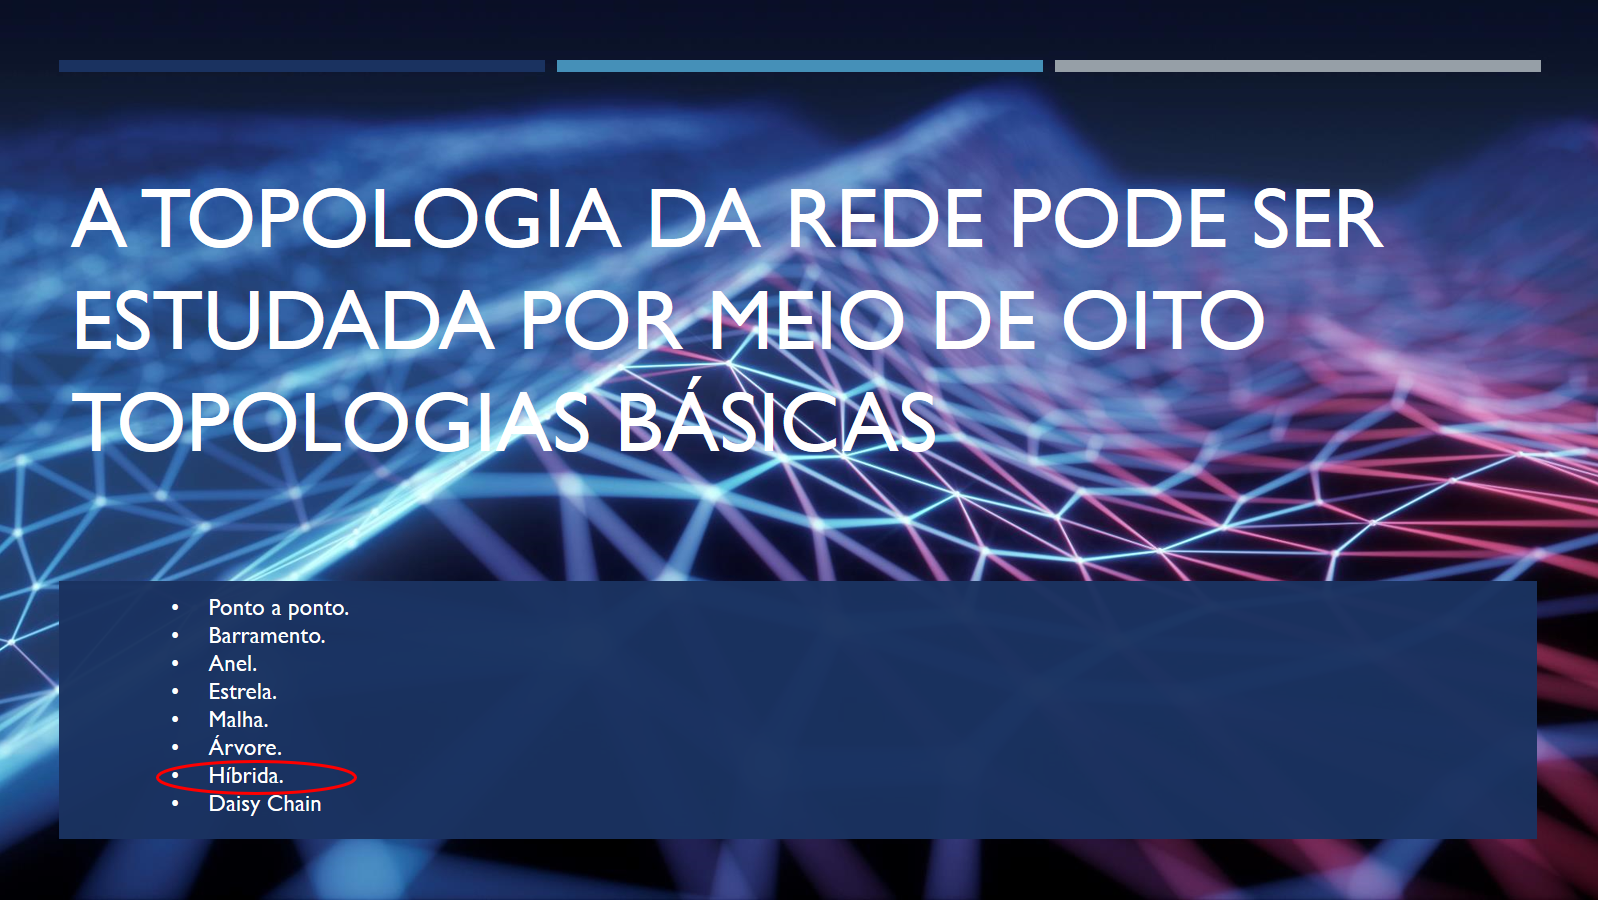 A TOPOLOGIA DA REDE PODE SER
ESTUDADA POR MEIO DE OITO
TOPOLOGIAS BÁSICAS
• Ponto a ponto.
• Barramento.
• Anel.
• Estrela.
• Malha.
• Árvore.
• Híbrida.
• Daisy Chain